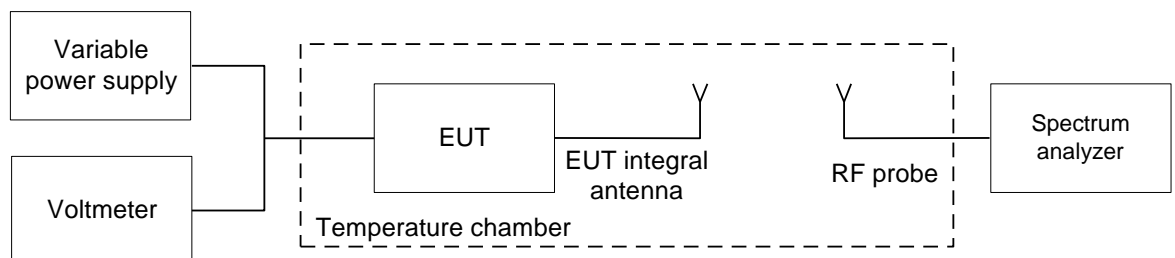 Variable
power supply
Voltmeter
EUT
EUT integral
antenna
Temperature chamber
RF probe
Spectrum
analyzer